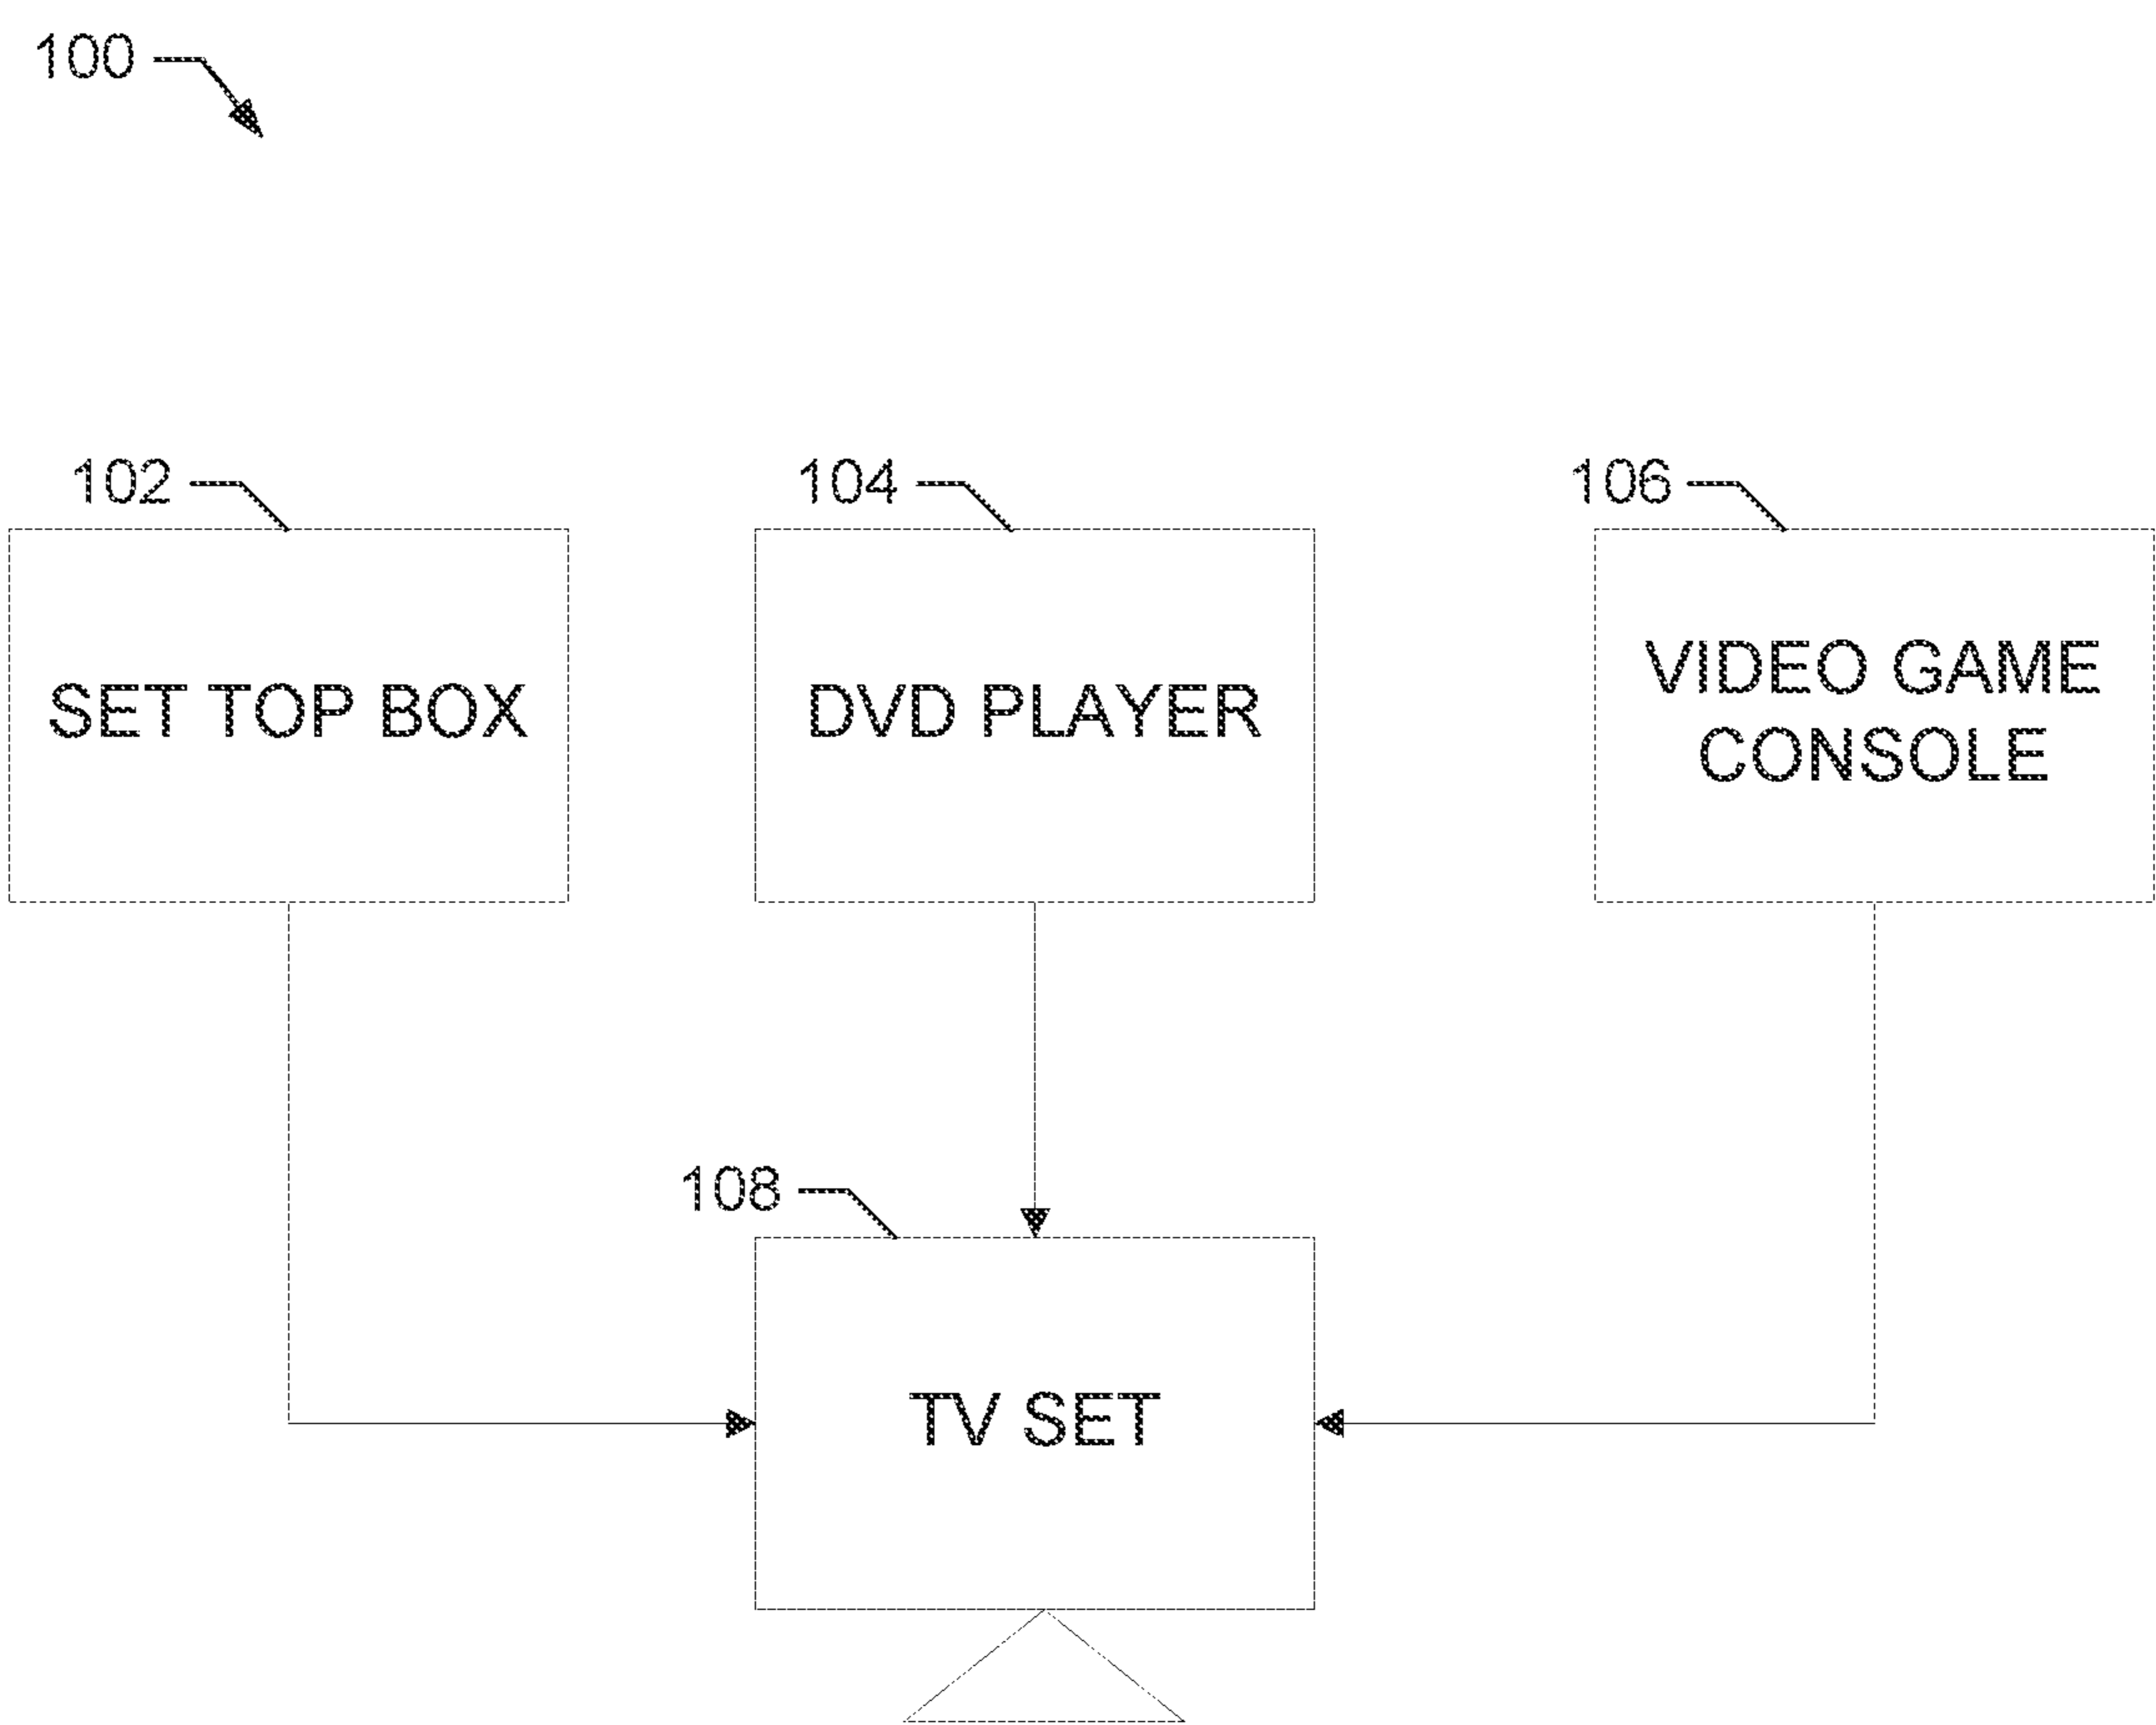 100
102
104
106
SET TOP BOX
DVD PLAYER
VIDEO GAME
CONSOLE
108
TV SET